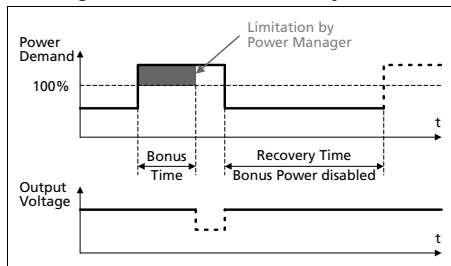 Power
Demand
100%
Limitation by
Power Manager
t
Bonus
Time
Recovery Time
Bonus Power disabled
Output
Voltage
t